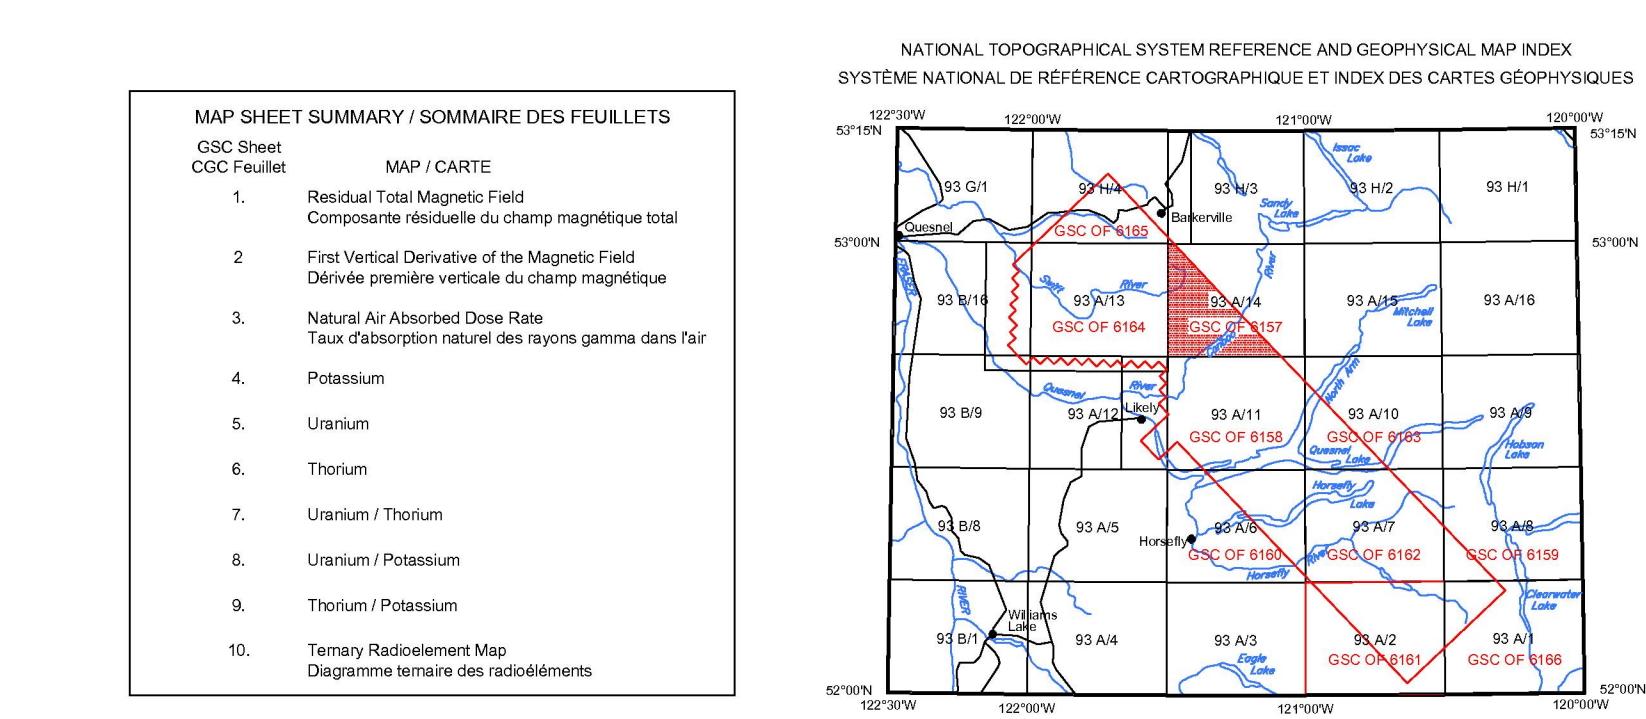 MAP SHEET SUMMARY / SOMMAIRE DES FEUILLETS
GSC Sheet
CGC Feuillet MAP / CARTE
1. Residual Total Magnetic Field
Composante résiduelle du champ magnétique total
2 First Vertical Derivative of the Magnetic Field
Dérivée première verticale du champ magnétique
3. Natural Air Absorbed Dose Rate
Taux d'absorption naturel des rayons gamma dans l'air
4. Potassium
5. Uranium
6. Thorium
7. Uranium / Thorium
8. Uranium / Potassium
9. Thorium / Potassium
10. Ternary Radioelement Map
Diagramme ternaire des radioéléments
NATIONAL TOPOGRAPHICAL SYSTEM REFERENCE AND GEOPHYSICAL MAP INDEX
SYSTÈME NATIONAL DE RÉFÉRENCE CARTOGRAPHIQUE ET INDEX DES CARTES GÉOPHYSIQUES
122°30'W 122°00'W 121°00'W 120°00'W
53°15'N 53°15'N
Issac
Lake
93 G/1 93 H/4 93 H/3 93 H/2 93 H/1
Sandy
Lake
Barkerville
Quesnel
GSC OF 6165
53°00'N 53°00'N
FRASER
River
Swift River
93 B/16 93 A/13 93 A/14 93 A/15 93 A/16
Mitchell
Lake
GSC OF 6164 GSC OF 6157
Cariboo
North Arm
Quesnel River
Likely
93 B/9 93 A/12 93 A/11 93 A/10 93 A/9
GSC OF 6158 GSC OF 6163
Quesnel
Lake
Hobson
Lake
Horsefly
Lake
93 B/8 93 A/5 93 A/6 93 A/7 93 A/8
Horsefly
GSC OF 6160 GSC OF 6162 GSC OF 6159
Horsefly River
RIVER
Clearwater
Lake
Williams
Lake
93 B/1 93 A/4 93 A/3 93 A/2 93 A/1
Eagle
Lake
GSC OF 6161 GSC OF 6166
52°00'N 52°00'N
122°30'W 122°00'W 121°00'W 120°00'W